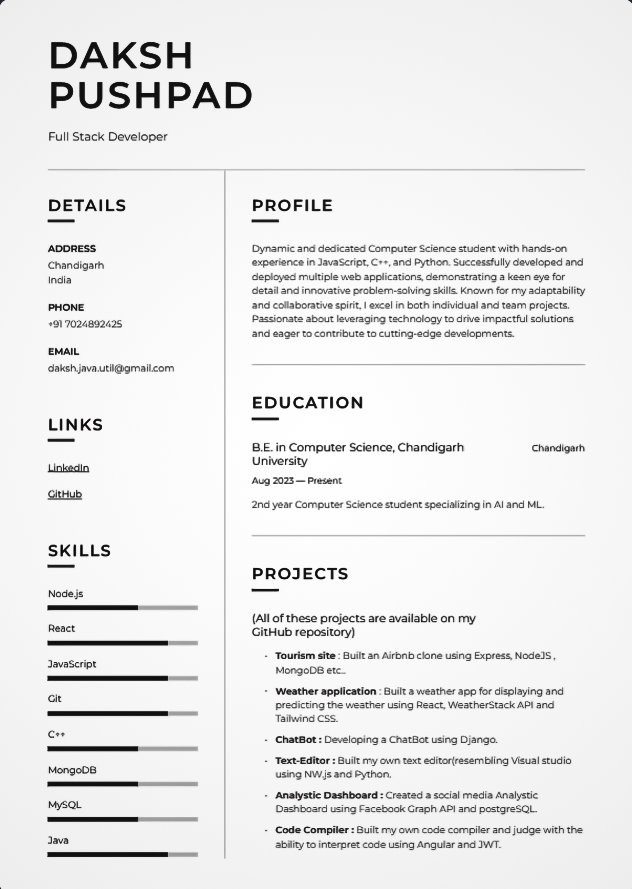 DAKSH
PUSHPAD
Full Stack Developer
DETAILS
ADDRESS
Chandigarh
India
PHONE
+91 7024892425
EMAIL
daksh.java.util@gmail.com
LINKS
LinkedIn
GitHub
SKILLS
Node.js
React
JavaScript
Git
C++
MongoDB
MySQL
Java
PROFILE
Dynamic and dedicated Computer Science student with hands-on
experience in JavaScript, C++, and Python. Successfully developed and
deployed multiple web applications, demonstrating a keen eye for
detail and innovative problem-solving skills. Known for my adaptability
and collaborative spirit, I excel in both individual and team projects.
Passionate about leveraging technology to drive impactful solutions
and eager to contribute to cutting-edge developments.
EDUCATION
B.E. in Computer Science, Chandigarh
University
Chandigarh
Aug 2023 — Present
2nd year Computer Science student specializing in AI and ML.
PROJECTS
(All of these projects are available on my
GitHub repository)
- Tourism site : Built an Airbnb clone using Express, NodeJS ,
MongoDB etc..
- Weather application : Built a weather app for displaying and
predicting the weather using React, WeatherStack API and
Tailwind CSS.
- ChatBot : Developing a ChatBot using Django.
- Text-Editor : Built my own text editor(resembling Visual studio
using NW.js and Python.
- Analystic Dashboard : Created a social media Analystic
Dashboard using Facebook Graph API and postgreSQL.
- Code Compiler : Built my own code compiler and judge with the
ability to interpret code using Angular and JWT.